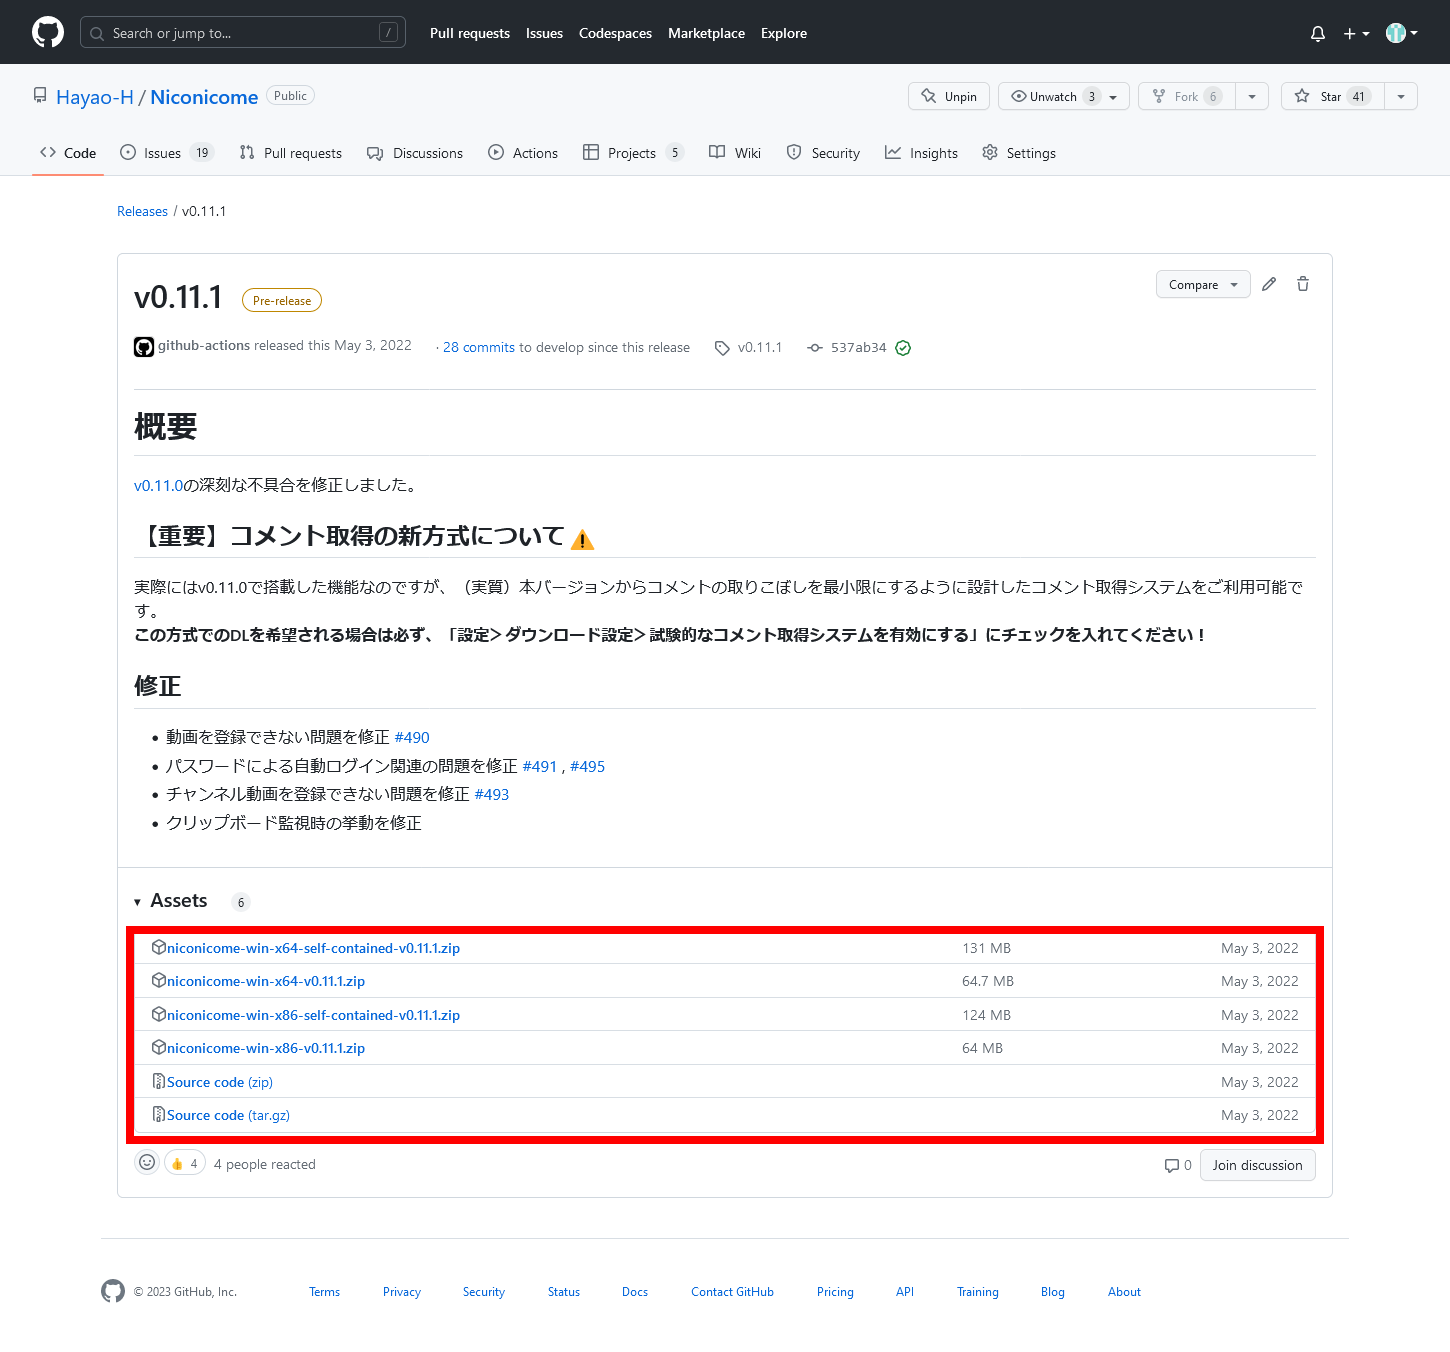 Search or jump to... /
Pull requests Issues Codespaces Marketplace Explore
Hayao-H / Niconicome Public
Unpin Unwatch 3 Fork 6 Star 41
Code Issues 19 Pull requests Discussions Actions Projects 5 Wiki Security Insights Settings
Releases / v0.11.1
v0.11.1 Pre-release Compare
github-actions released this May 3, 2022 · 28 commits to develop since this release v0.11.1 537ab34
概要
v0.11.0の深刻な不具合を修正しました。
【重要】コメント取得の新方式について
実際にはv0.11.0で搭載した機能なのですが、（実質）本バージョンからコメントの取りこぼしを最小限にするように設計したコメント取得システムをご利用可能で
す。
この方式でのDLを希望される場合は必ず、「設定＞ダウンロード設定＞試験的なコメント取得システムを有効にする」にチェックを入れてください！
修正
• 動画を登録できない問題を修正 #490
• パスワードによる自動ログイン関連の問題を修正 #491 , #495
• チャンネル動画を登録できない問題を修正 #493
• クリップボード監視時の挙動を修正
Assets 6
niconicome-win-x64-self-contained-v0.11.1.zip 131 MB May 3, 2022
niconicome-win-x64-v0.11.1.zip 64.7 MB May 3, 2022
niconicome-win-x86-self-contained-v0.11.1.zip 124 MB May 3, 2022
niconicome-win-x86-v0.11.1.zip 64 MB May 3, 2022
Source code (zip) May 3, 2022
Source code (tar.gz) May 3, 2022
4 4 people reacted 0 Join discussion
© 2023 GitHub, Inc. Terms Privacy Security Status Docs Contact GitHub Pricing API Training Blog About